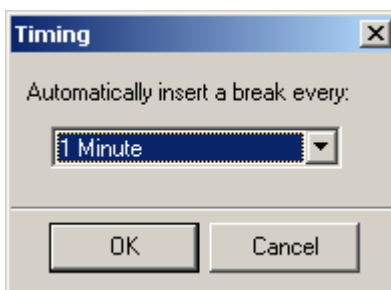 Timing
Automatically insert a break every:
1 Minute
OK
Cancel